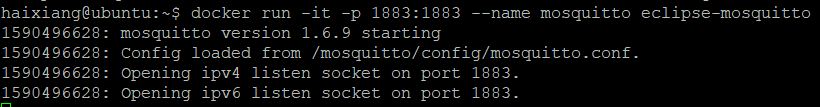 haixiang@ubuntu:~$ docker run -it -p 1883:1883 --name mosquitto eclipse-mosquitto
1590496628: mosquitto version 1.6.9 starting
1590496628: Config loaded from /mosquitto/config/mosquitto.conf.
1590496628: Opening ipv4 listen socket on port 1883.
1590496628: Opening ipv6 listen socket on port 1883.